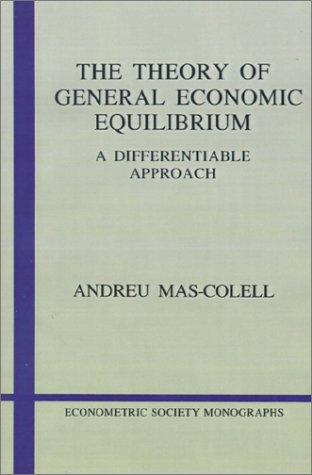 THE THEORY OF
GENERAL ECONOMIC
EQUILIBRIUM
A DIFFERENTIABLE
APPROACH
ANDREU MAS-COLELL
ECONOMETRIC SOCIETY MONOGRAPHS